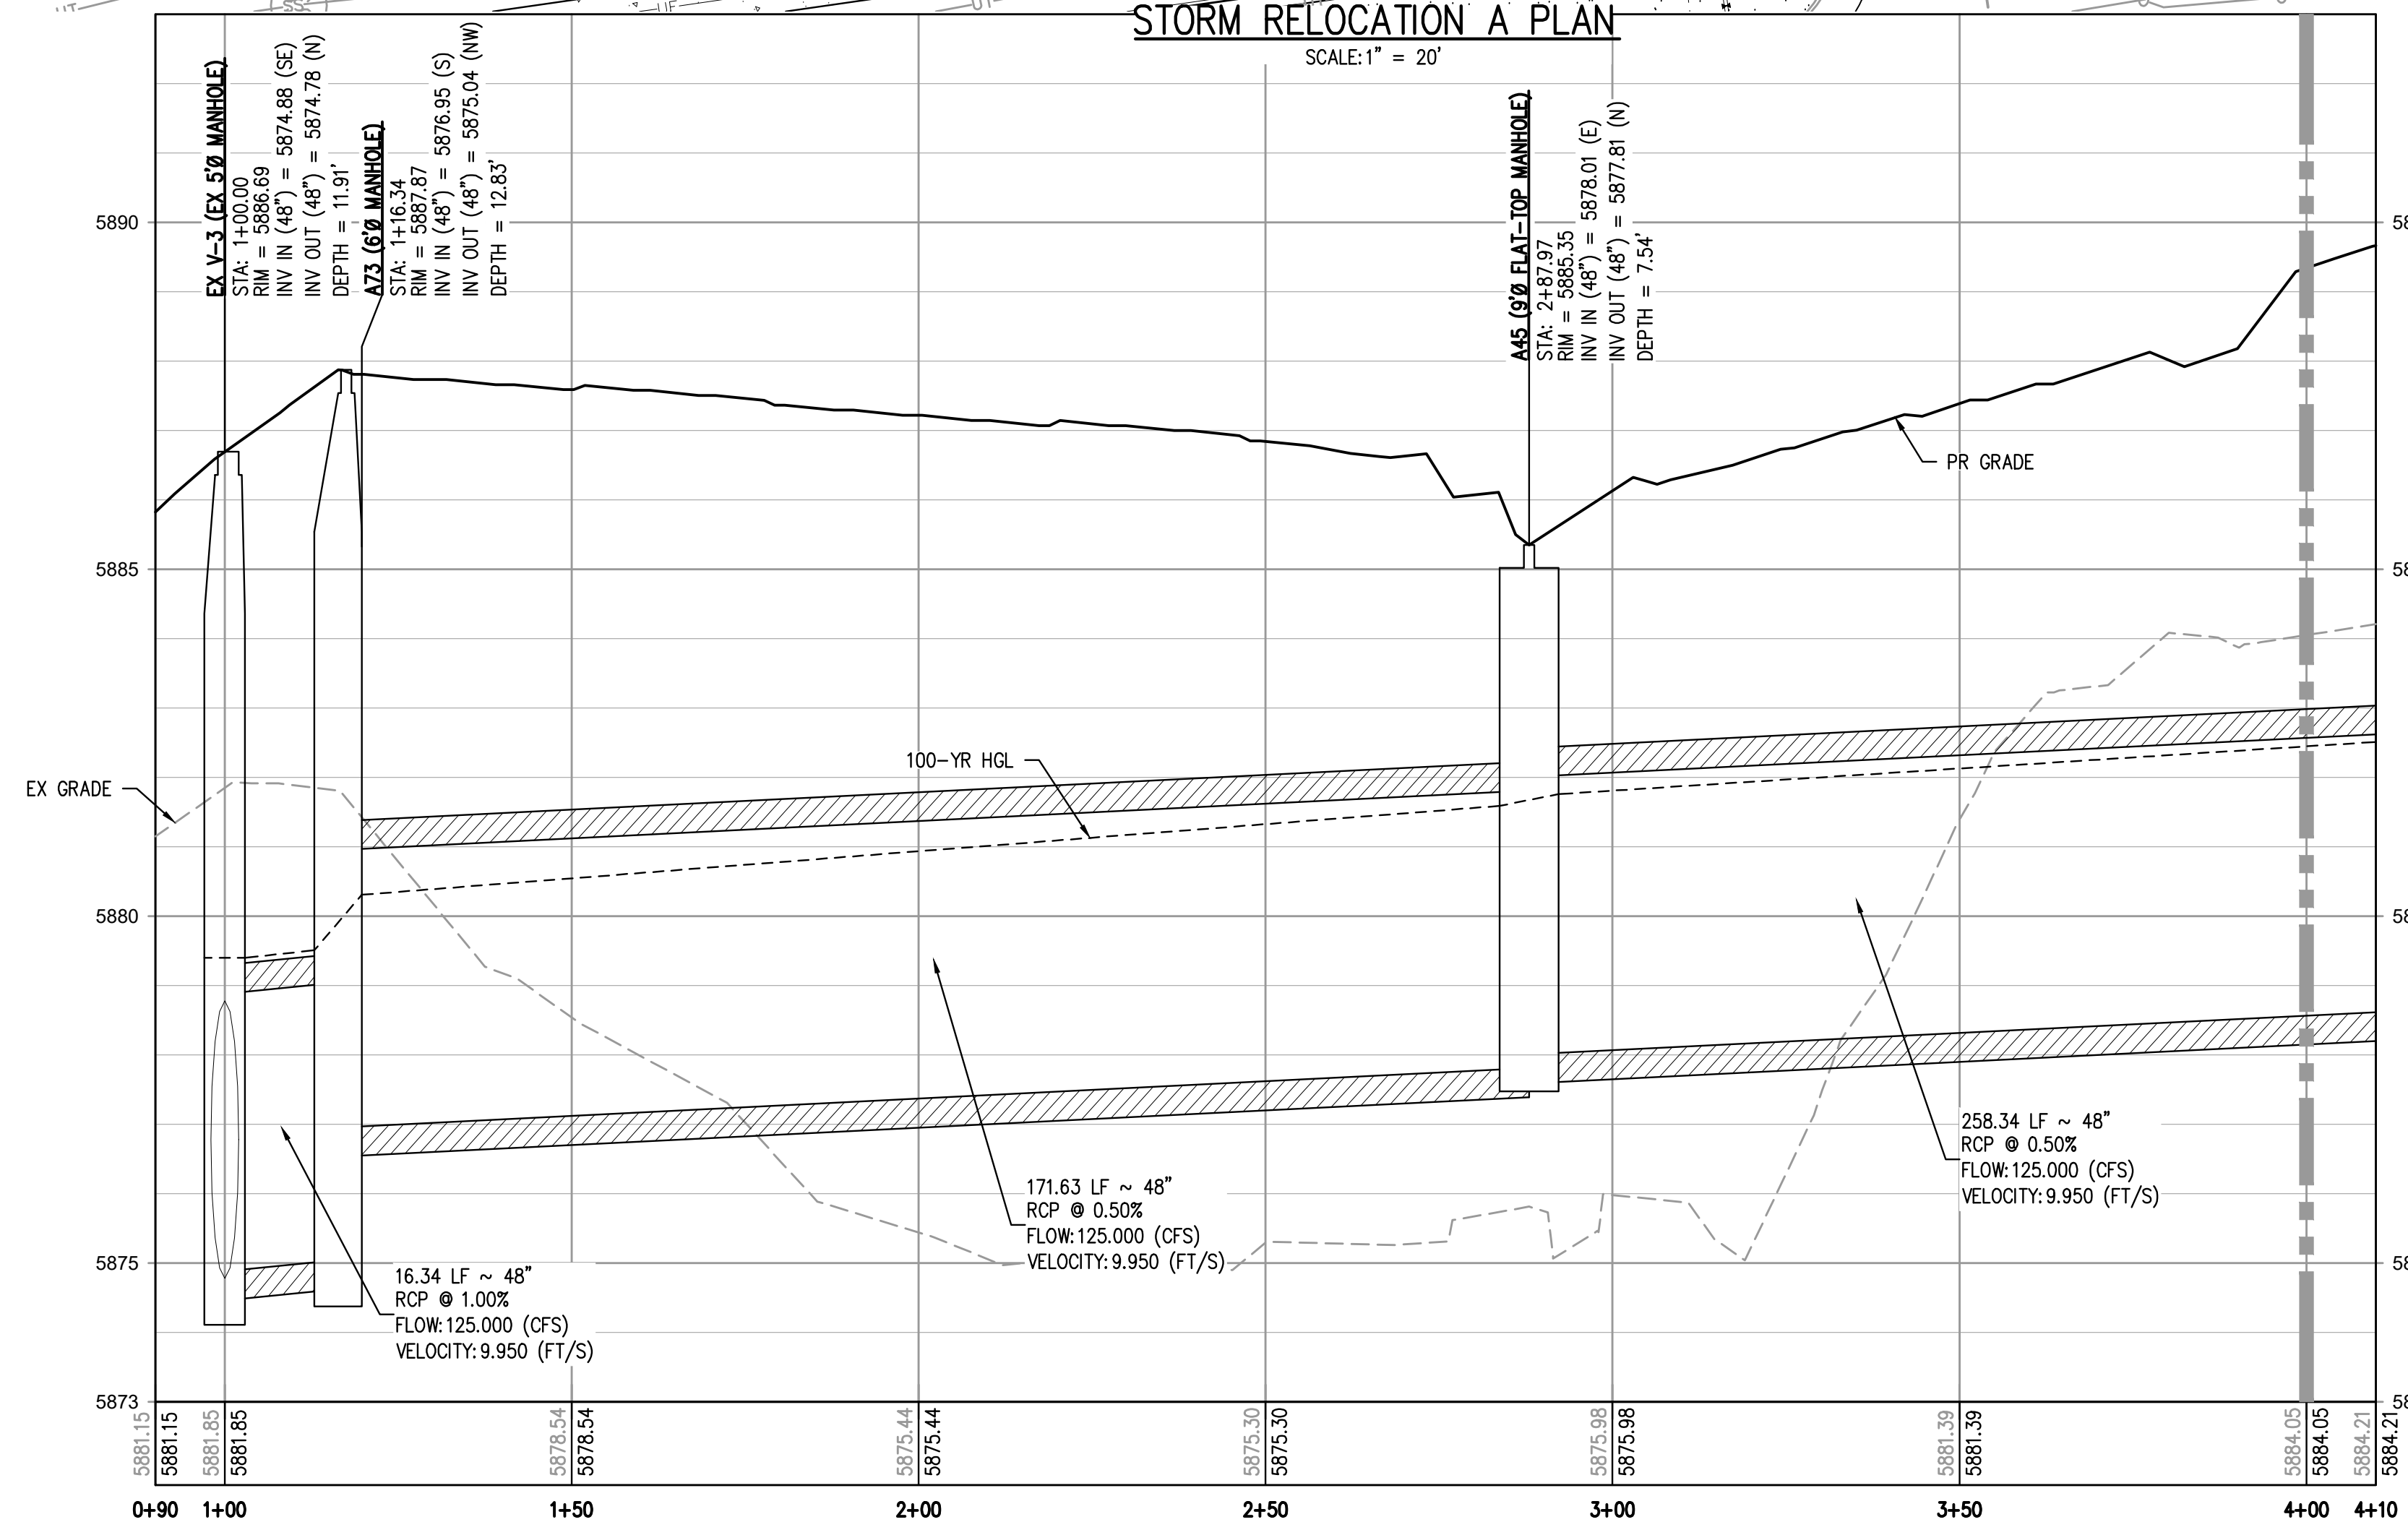 STORM RELOCATION A PLAN
SCALE: 1" = 20'
EX V-3 (EX 5'Ø MANHOLE)
STA: 1+00.00
RIM = 5886.69
INV IN (48") = 5874.88 (SE)
INV OUT (48") = 5874.78 (N)
DEPTH = 11.91'
A73 (6'Ø MANHOLE)
STA: 1+16.34
RIM = 5887.87
INV IN (48") = 5876.95 (S)
INV OUT (48") = 5875.04 (NW)
DEPTH = 12.83'
A45 (9'Ø FLAT-TOP MANHOLE)
STA: 2+87.97
RIM = 5885.35
INV IN (48") = 5878.01 (E)
INV OUT (48") = 5877.81 (N)
DEPTH = 7.54'
5890
PR GRADE
5885
100-YR HGL
EX GRADE
5880
258.34 LF ~ 48"
RCP @ 0.50%
FLOW: 125.000 (CFS)
VELOCITY: 9.950 (FT/S)
171.63 LF ~ 48"
RCP @ 0.50%
FLOW: 125.000 (CFS)
VELOCITY: 9.950 (FT/S)
5875
16.34 LF ~ 48"
RCP @ 1.00%
FLOW: 125.000 (CFS)
VELOCITY: 9.950 (FT/S)
5873
5881.15
5881.15
5881.85
5881.85
5878.54
5878.54
5875.44
5875.44
5875.30
5875.30
5875.98
5875.98
5881.39
5881.39
5884.05
5884.05
5884.21
5884.21
0+90 1+00 1+50 2+00 2+50 3+00 3+50 4+00 4+10